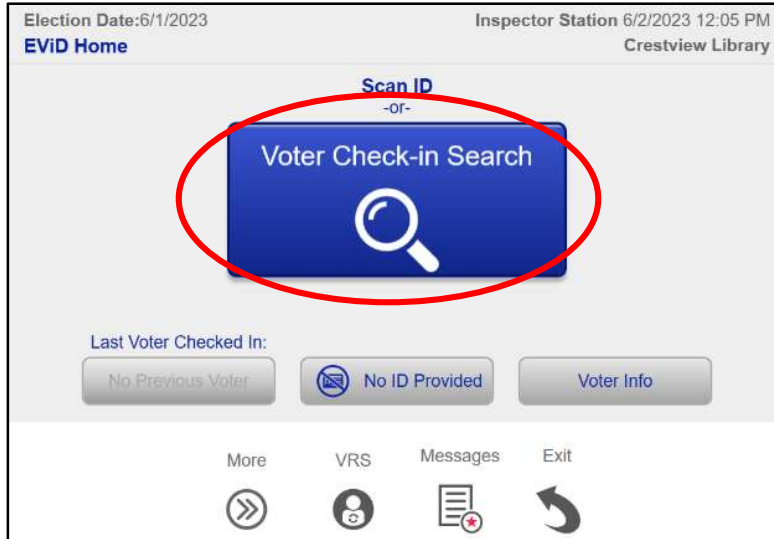 Election Date:6/1/2023
Inspector Station 6/2/2023 12:05 PM
EViD Home
Crestview Library
Scan ID
-or-
Voter Check-in Search
Last Voter Checked In:
No Previous Voter
No ID Provided
Voter Info
More
VRS
Messages
Exit